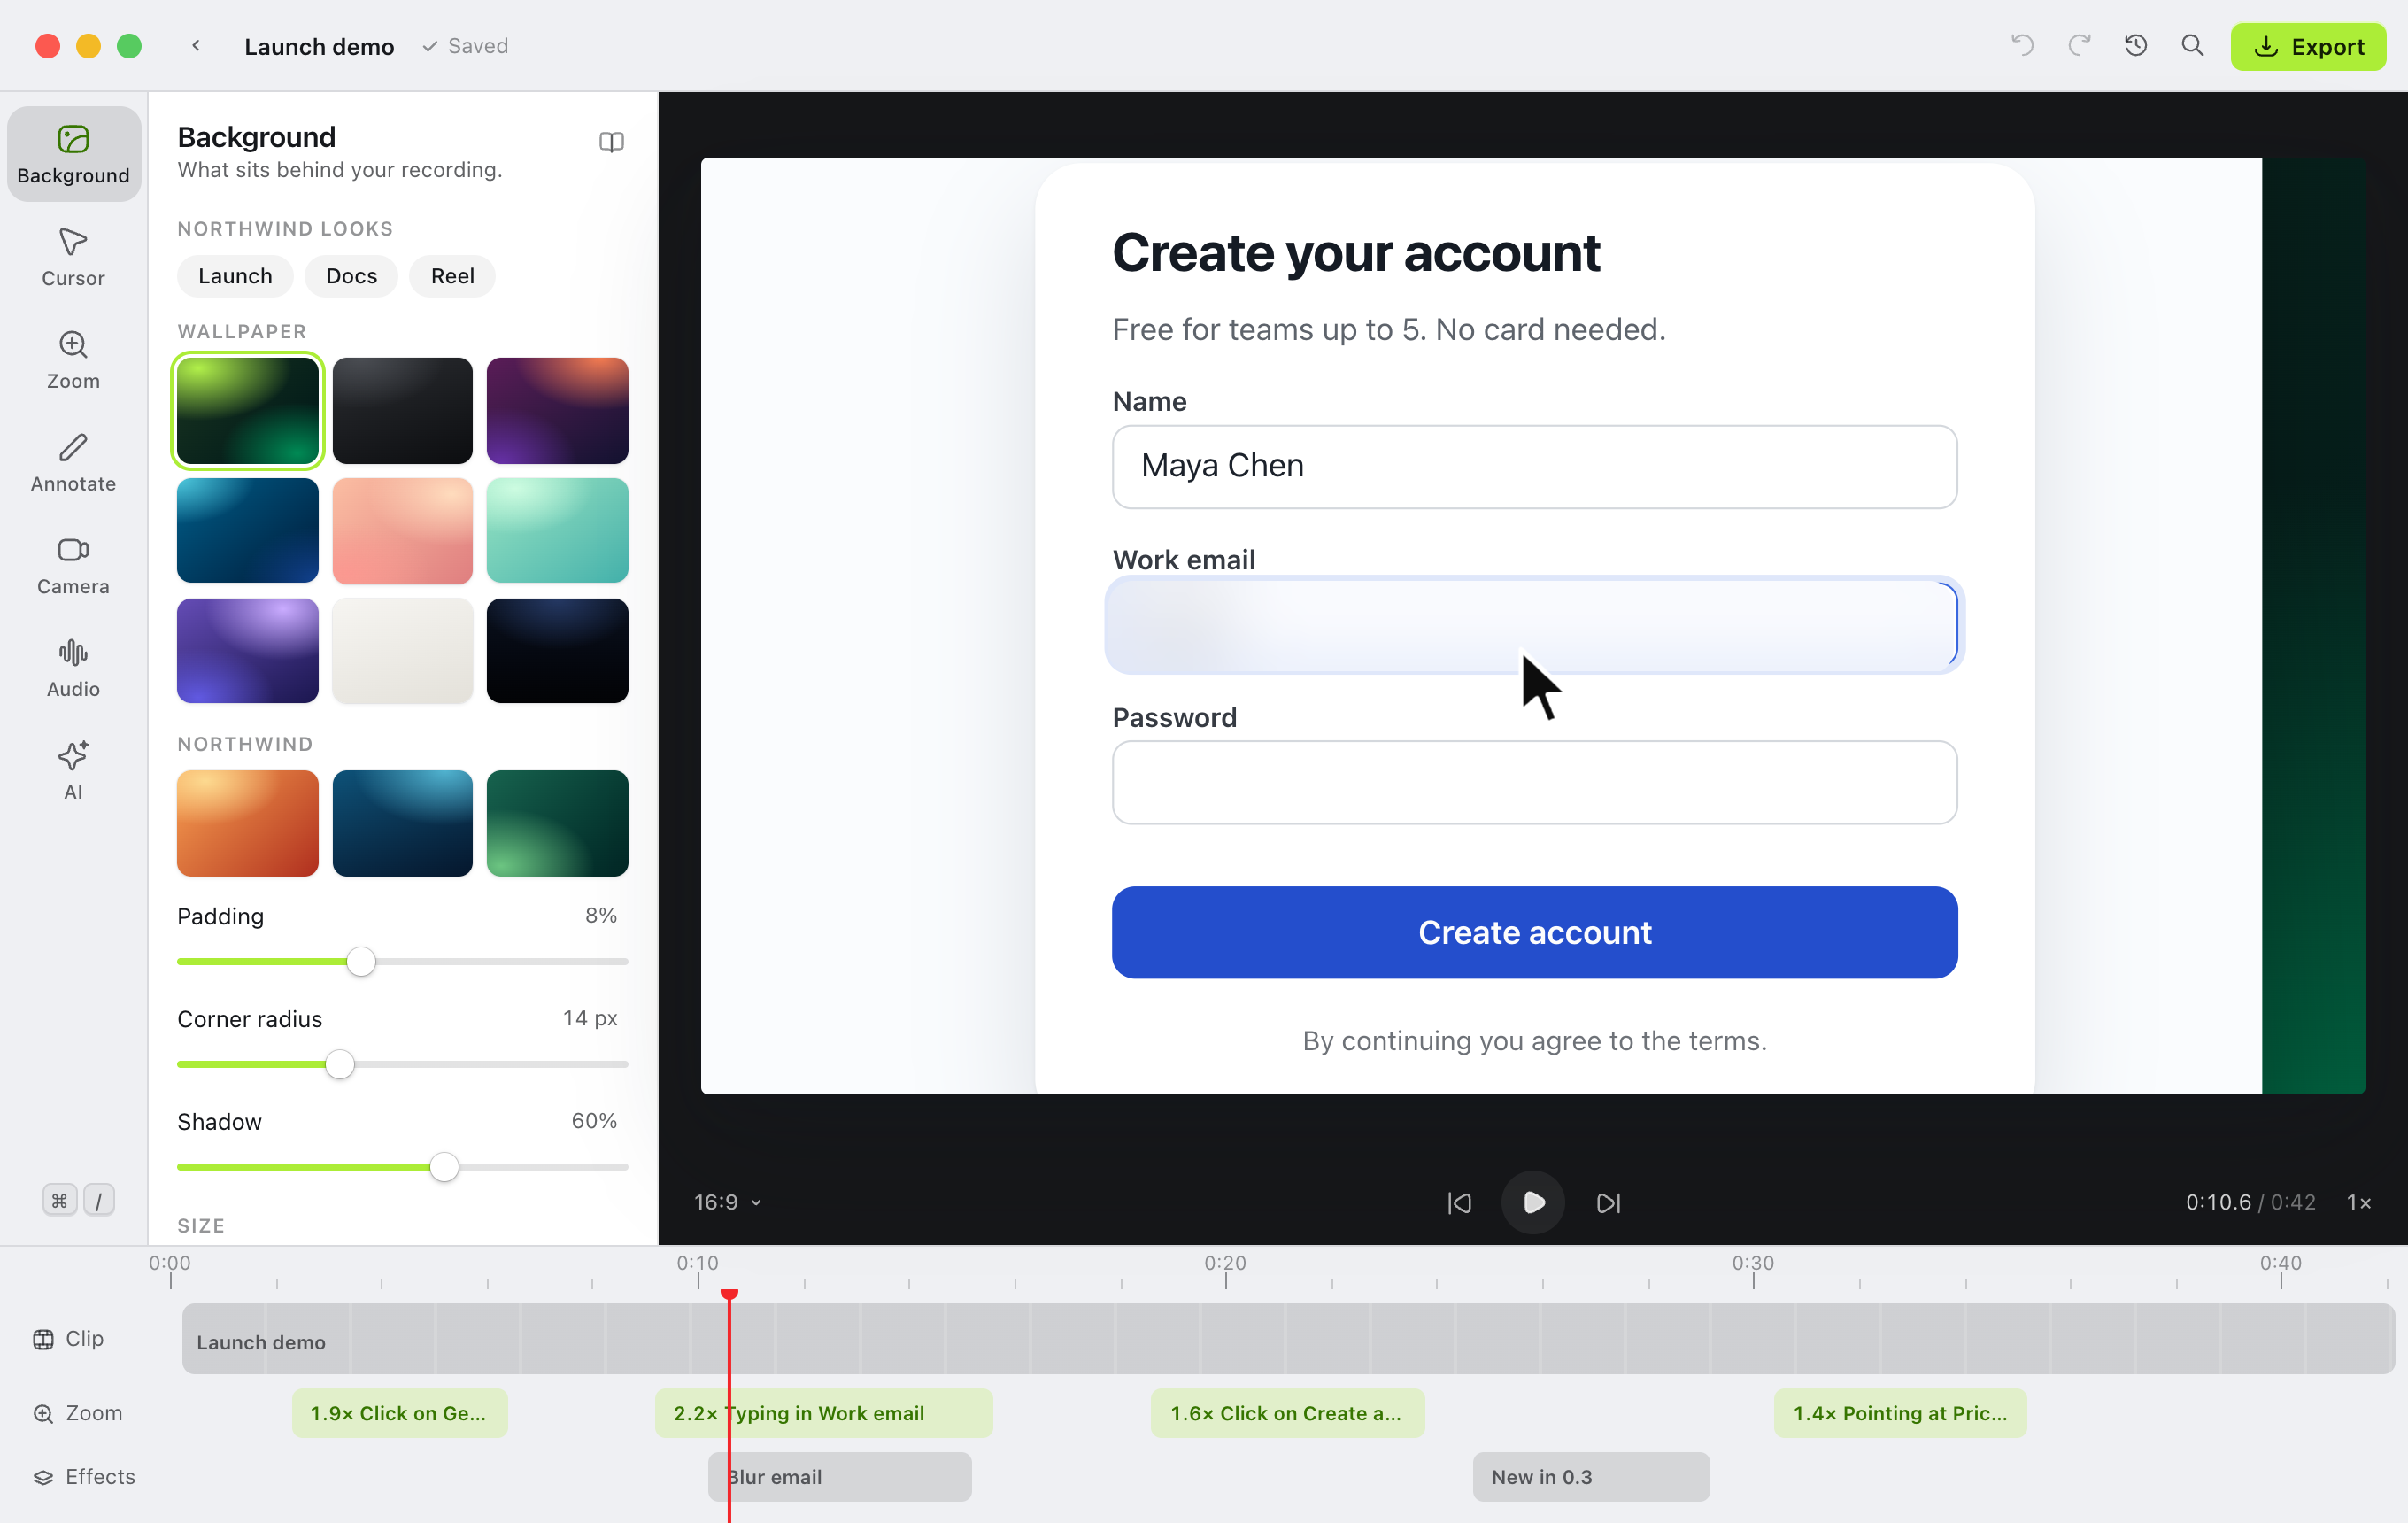 Launch demo
Saved
Export
Background
Cursor
Zoom
Annotate
Camera
Audio
AI
⌘ /
Background
What sits behind your recording.
NORTHWIND LOOKS
Launch Docs Reel
WALLPAPER
NORTHWIND
Padding 8%
Corner radius 14 px
Shadow 60%
SIZE
Create your account
Free for teams up to 5. No card needed.
Name
Maya Chen
Work email
Password
Create account
By continuing you agree to the terms.
16:9
0:10.6 / 0:42 1×
0:00 0:10 0:20 0:30 0:40
Clip
Launch demo
Zoom
1.9× Click on Ge...
2.2× Typing in Work email
1.6× Click on Create a...
1.4× Pointing at Pric...
Effects
Blur email
New in 0.3